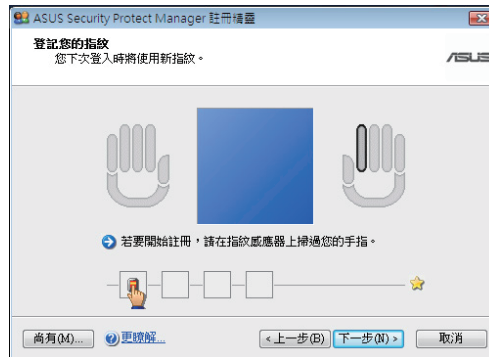 ASUS Security Protect Manager 註冊精靈
登記您的指紋
您下次登入時將使用新指紋。
ASUS
若要開始註冊，請在指紋感應器上掃過您的手指。
尚有(M)... 更瞭解... <上一步(B) 下一步(N)> 取消